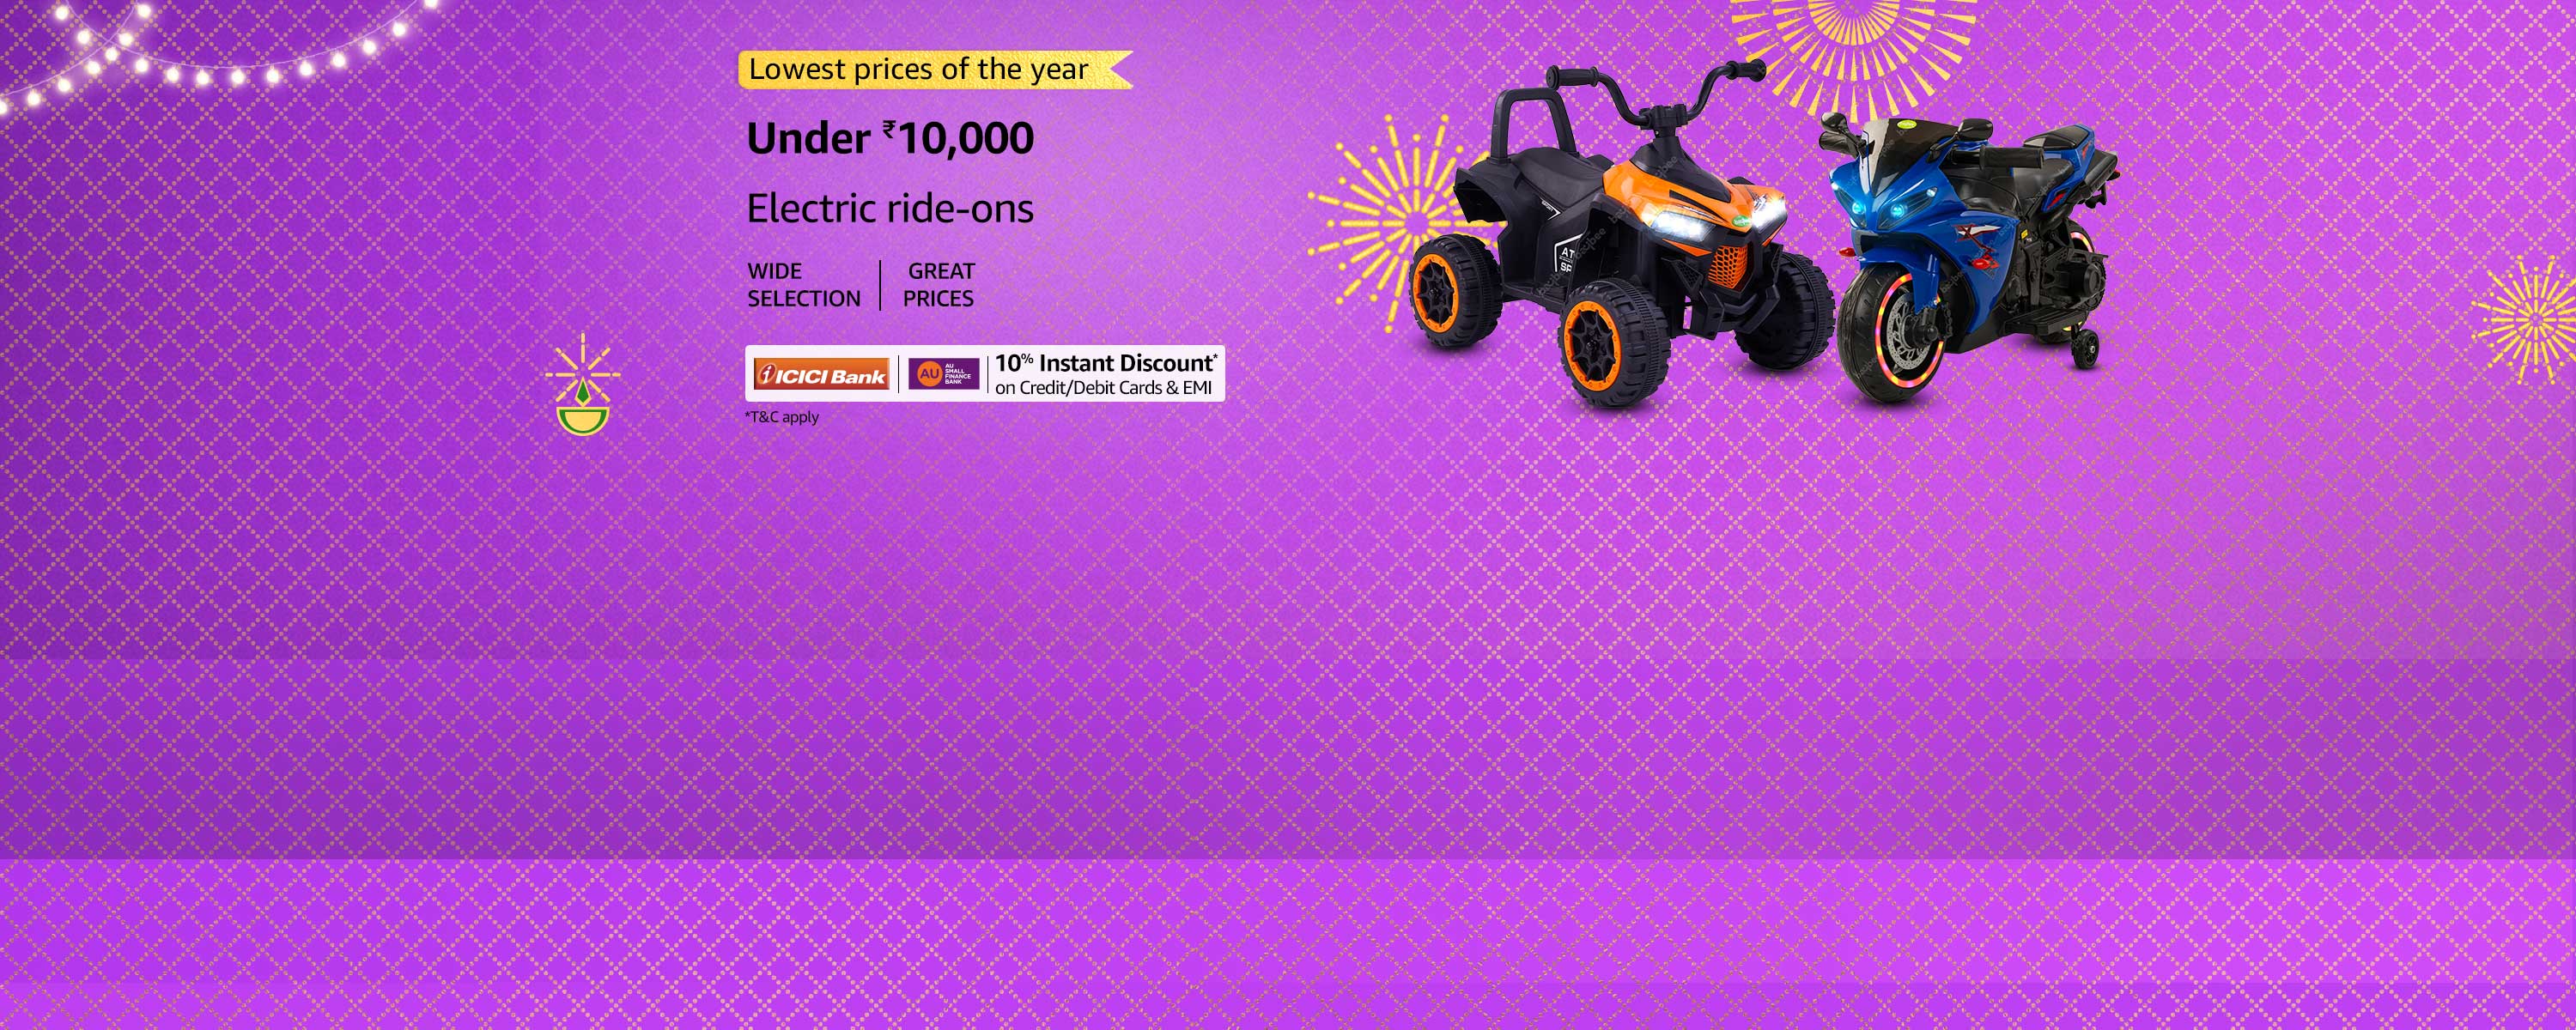 Lowest prices of the year
Under ₹10,000
Electric ride-ons
WIDE
SELECTION
GREAT
PRICES
ICICI Bank
AU
AU
SMALL
FINANCE
BANK
10% Instant Discount*
on Credit/Debit Cards & EMI
*T&C apply